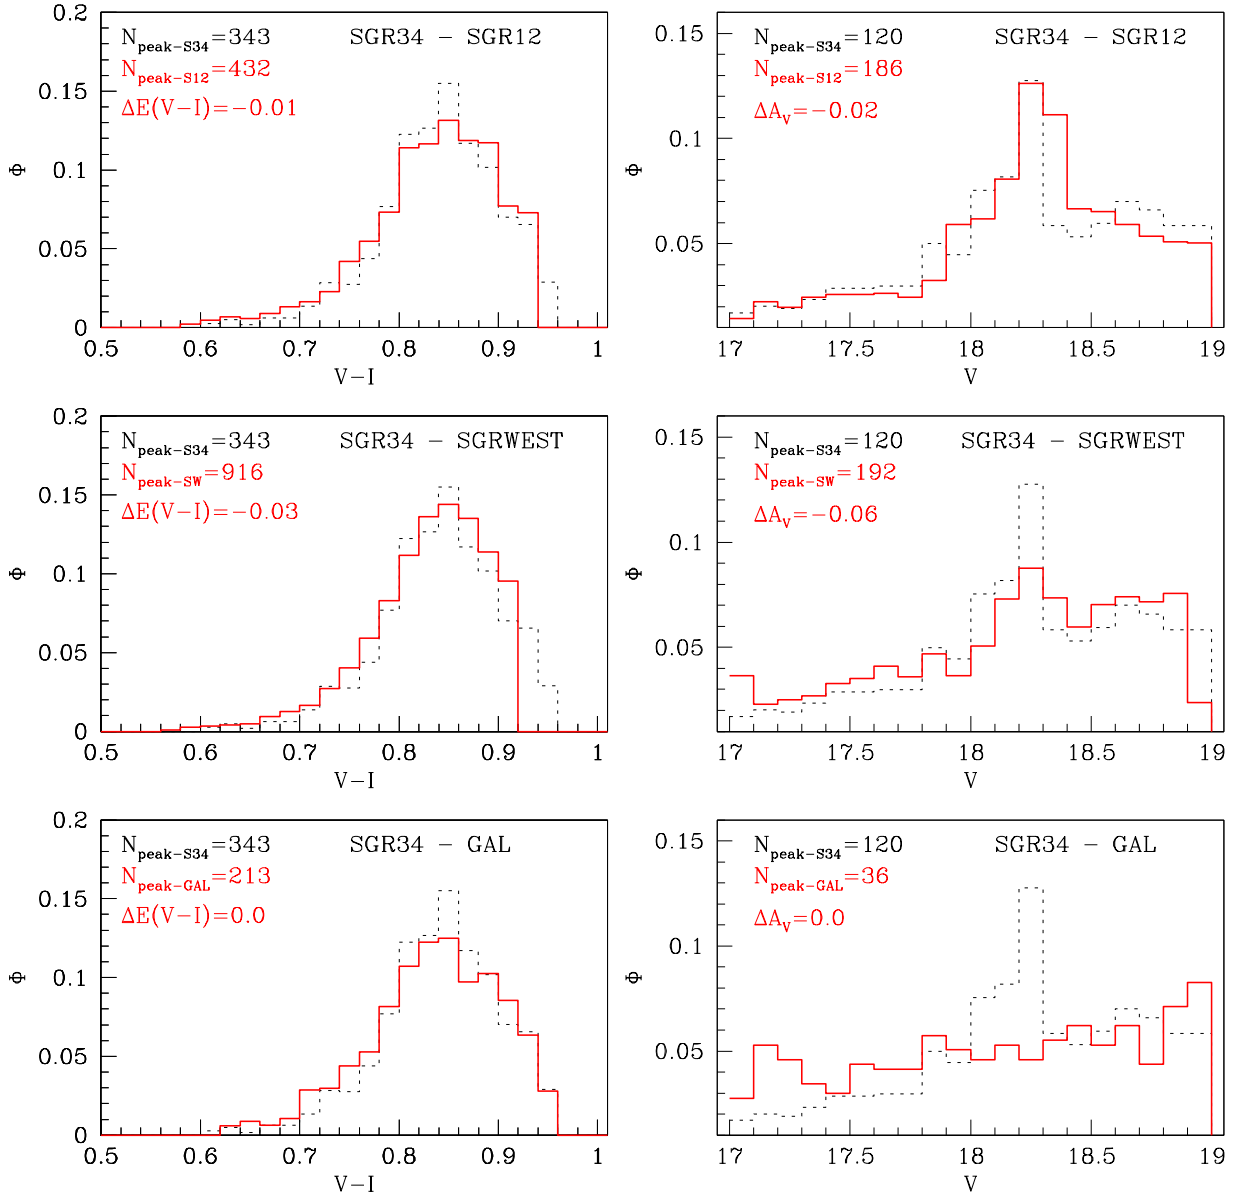 0.2
0.15
0.1
0.05
0
Φ
N_peak-S34=343
SGR34 - SGR12
N_peak-S12=432
ΔE(V-I)=-0.01
0.5 0.6 0.7 0.8 0.9 1
V-I
0.15
0.1
0.05
Φ
N_peak-S34=120
SGR34 - SGR12
N_peak-S12=186
ΔA_V=-0.02
17 17.5 18 18.5 19
V
0.2
0.15
0.1
0.05
0
Φ
N_peak-S34=343
SGR34 - SGRWEST
N_peak-SW=916
ΔE(V-I)=-0.03
0.5 0.6 0.7 0.8 0.9 1
V-I
0.15
0.1
0.05
Φ
N_peak-S34=120
SGR34 - SGRWEST
N_peak-SW=192
ΔA_V=-0.06
17 17.5 18 18.5 19
V
0.2
0.15
0.1
0.05
0
Φ
N_peak-S34=343
SGR34 - GAL
N_peak-GAL=213
ΔE(V-I)=0.0
0.5 0.6 0.7 0.8 0.9 1
V-I
0.15
0.1
0.05
Φ
N_peak-S34=120
SGR34 - GAL
N_peak-GAL=36
ΔA_V=0.0
17 17.5 18 18.5 19
V